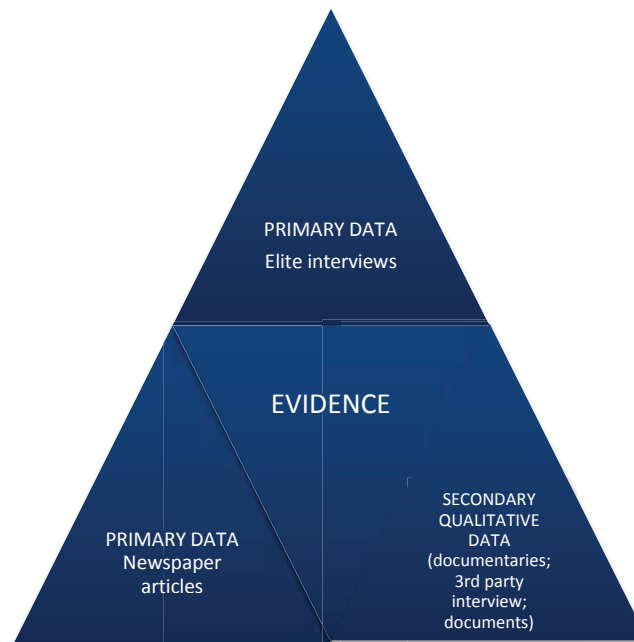 PRIMARY DATA
Elite interviews
EVIDENCE
PRIMARY DATA
Newspaper
articles
SECONDARY
QUALITATIVE
DATA
(documentaries;
3rd party
interview;
documents)